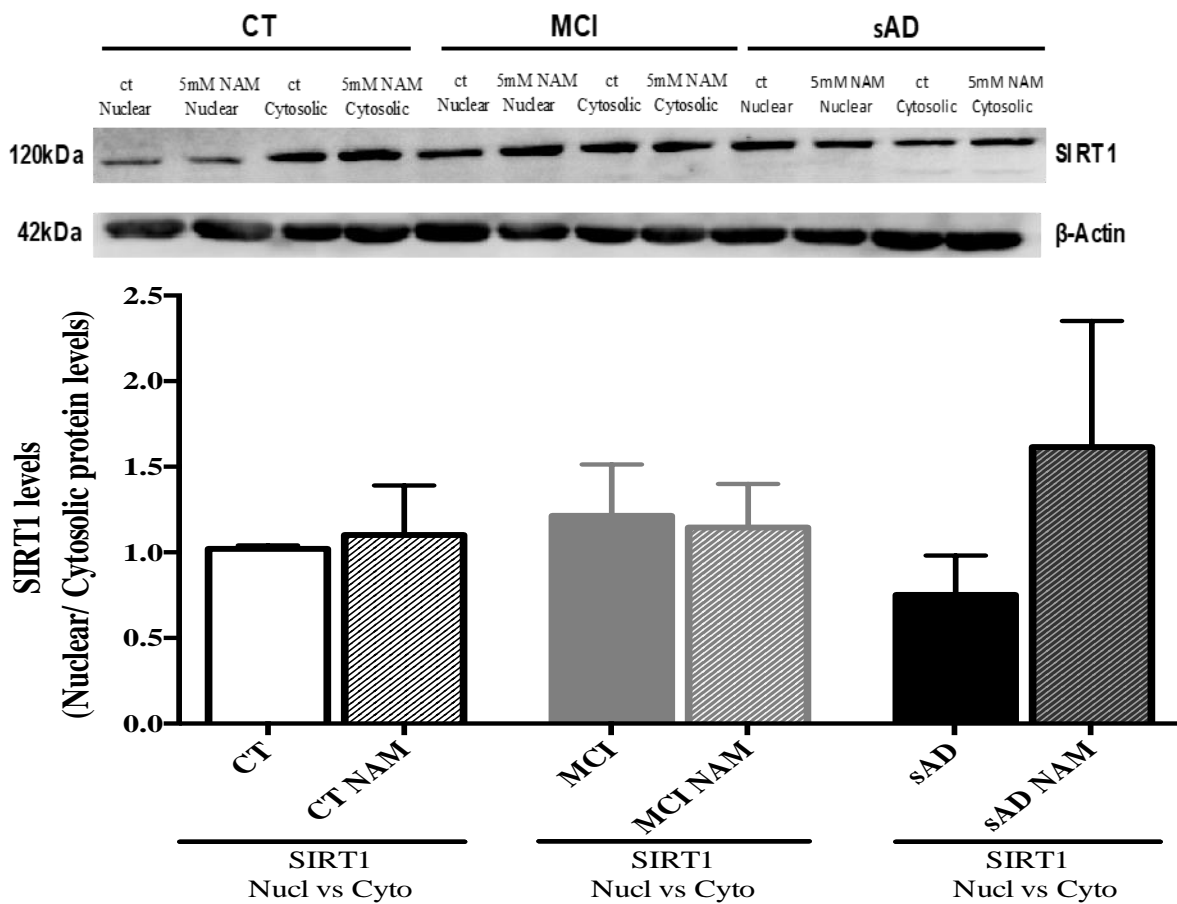 CT MCI sAD
ct 5mM NAM ct 5mM NAM ct 5mM NAM ct 5mM NAM ct 5mM NAM ct 5mM NAM
Nuclear Nuclear Cytosolic Cytosolic Nuclear Nuclear Cytosolic Cytosolic Nuclear Nuclear Cytosolic Cytosolic
120kDa SIRT1
42kDa β-Actin
SIRT1 levels
(Nuclear/ Cytosolic protein levels)
2.5
2.0
1.5
1.0
0.5
0.0
CT CT NAM MCI MCI NAM sAD sAD NAM
SIRT1 SIRT1 SIRT1
Nucl vs Cyto Nucl vs Cyto Nucl vs Cyto